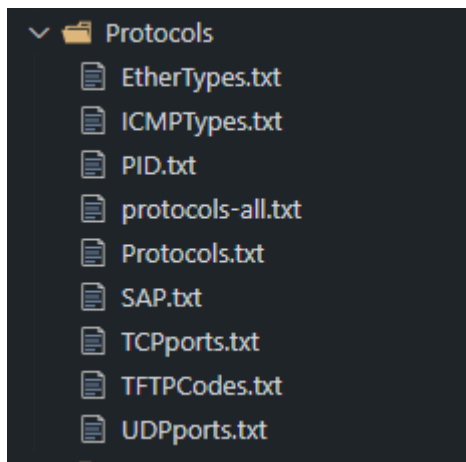 Protocols
EtherTypes.txt
ICMPTypes.txt
PID.txt
protocols-all.txt
Protocols.txt
SAP.txt
TCPports.txt
TFTPCodes.txt
UDPports.txt